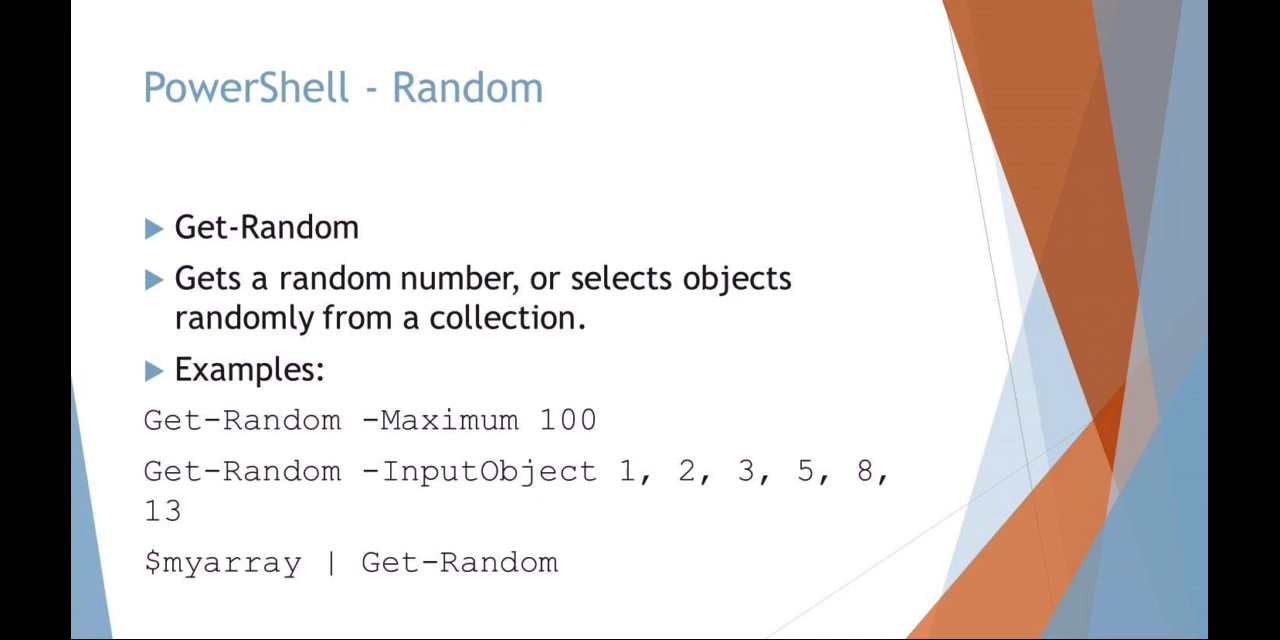 PowerShell - Random
Get-Random
Gets a random number, or selects objects
randomly from a collection.
Examples:
Get-Random -Maximum 100
Get-Random -InputObject 1, 2, 3, 5, 8,
13
$myarray | Get-Random